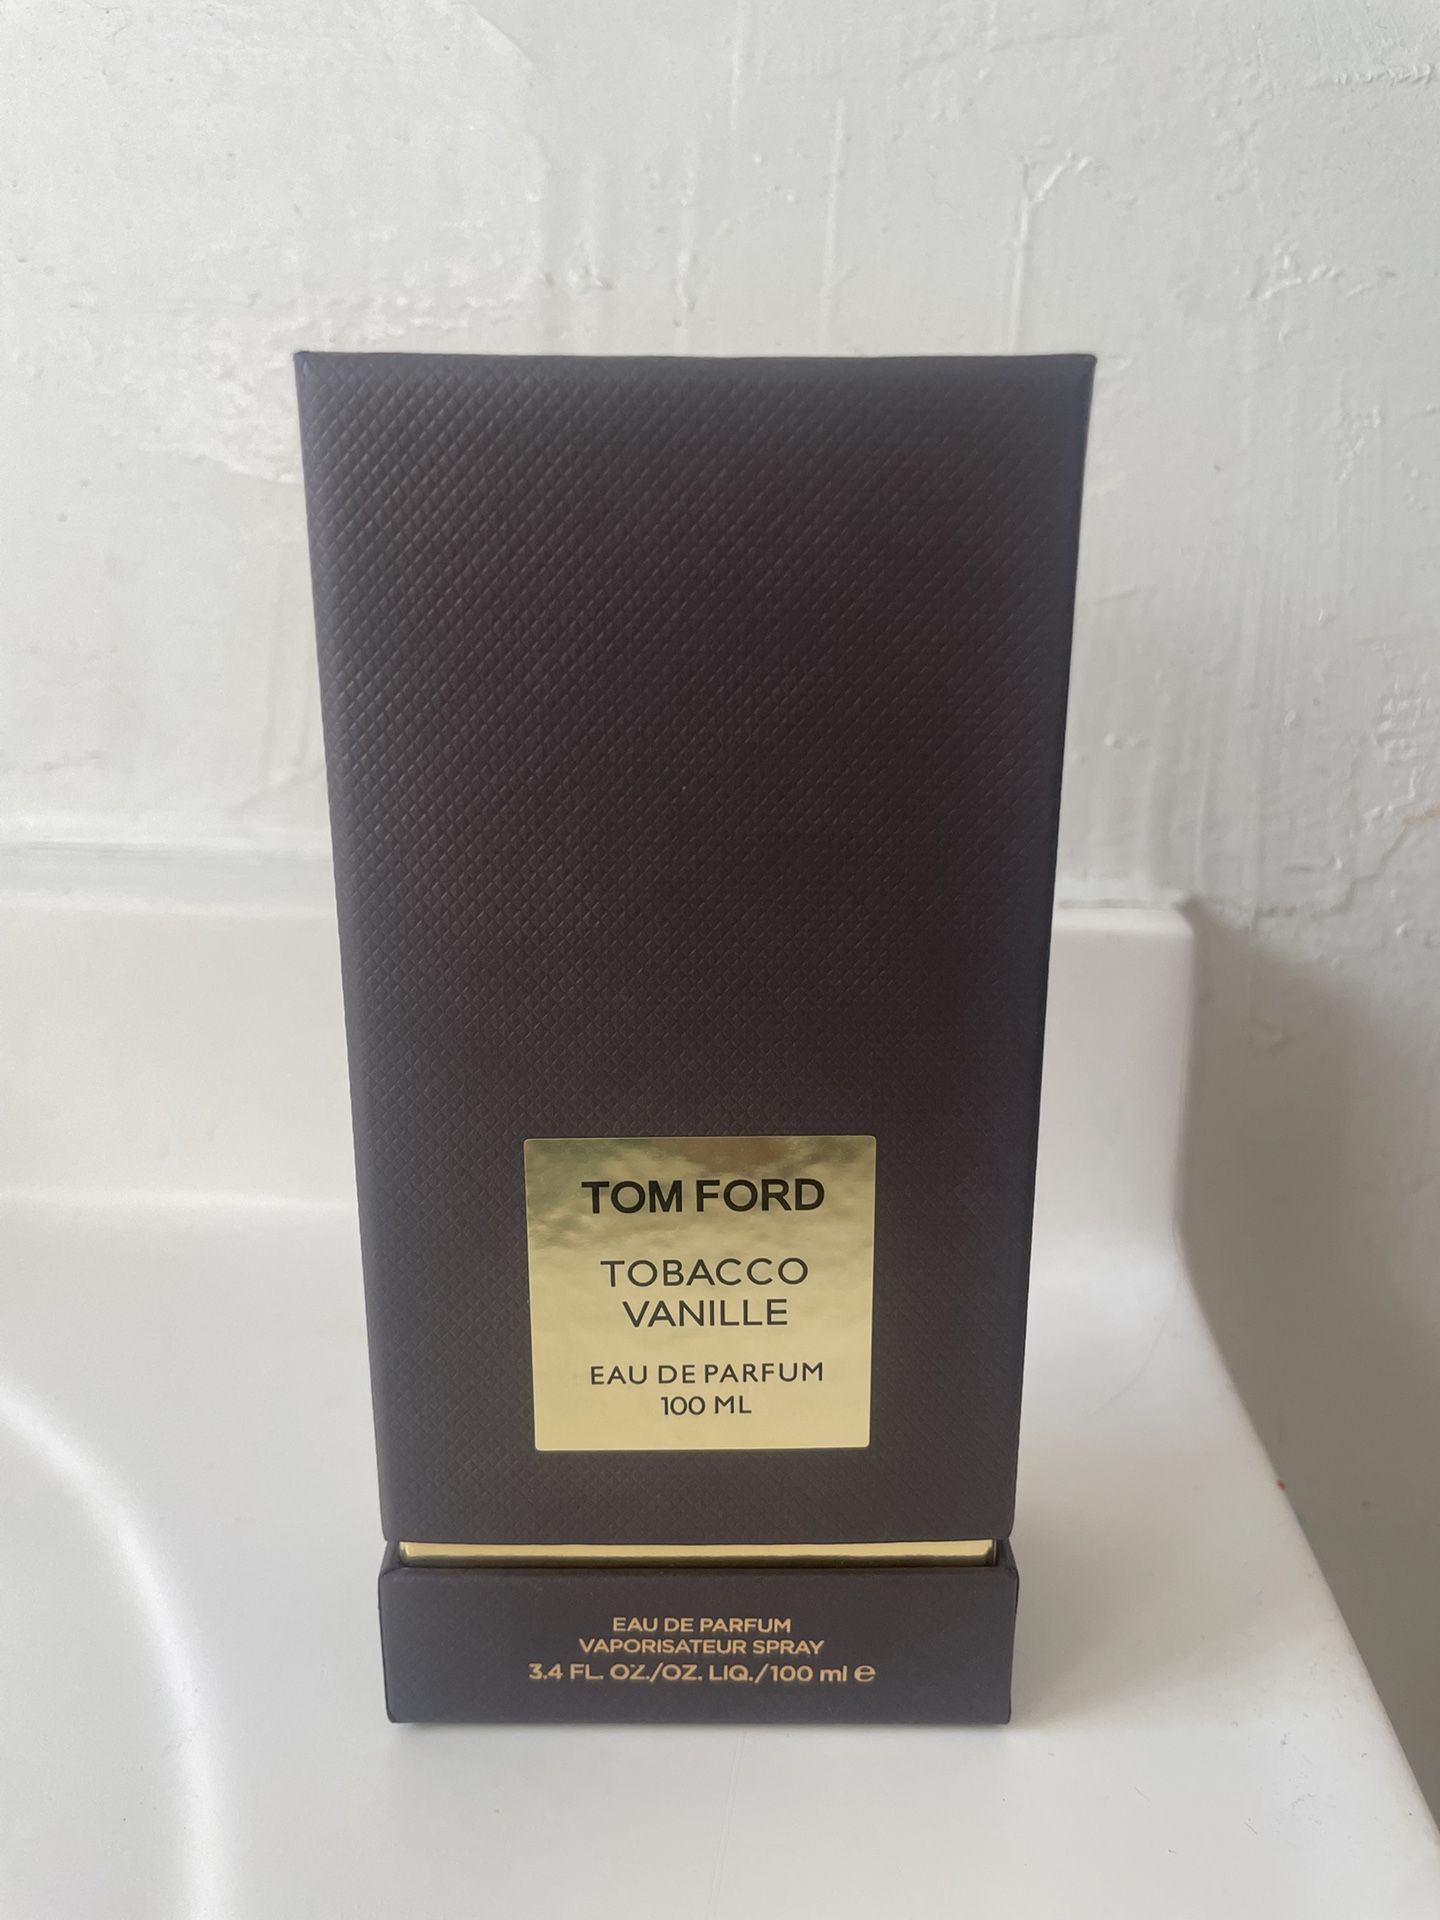 TOM FORD
TOBACCO
VANILLE
EAU DE PARFUM
100 ML
EAU DE PARFUM
VAPORISATEUR SPRAY
3.4 FL. OZ./OZ. LIQ./100 ml ℮